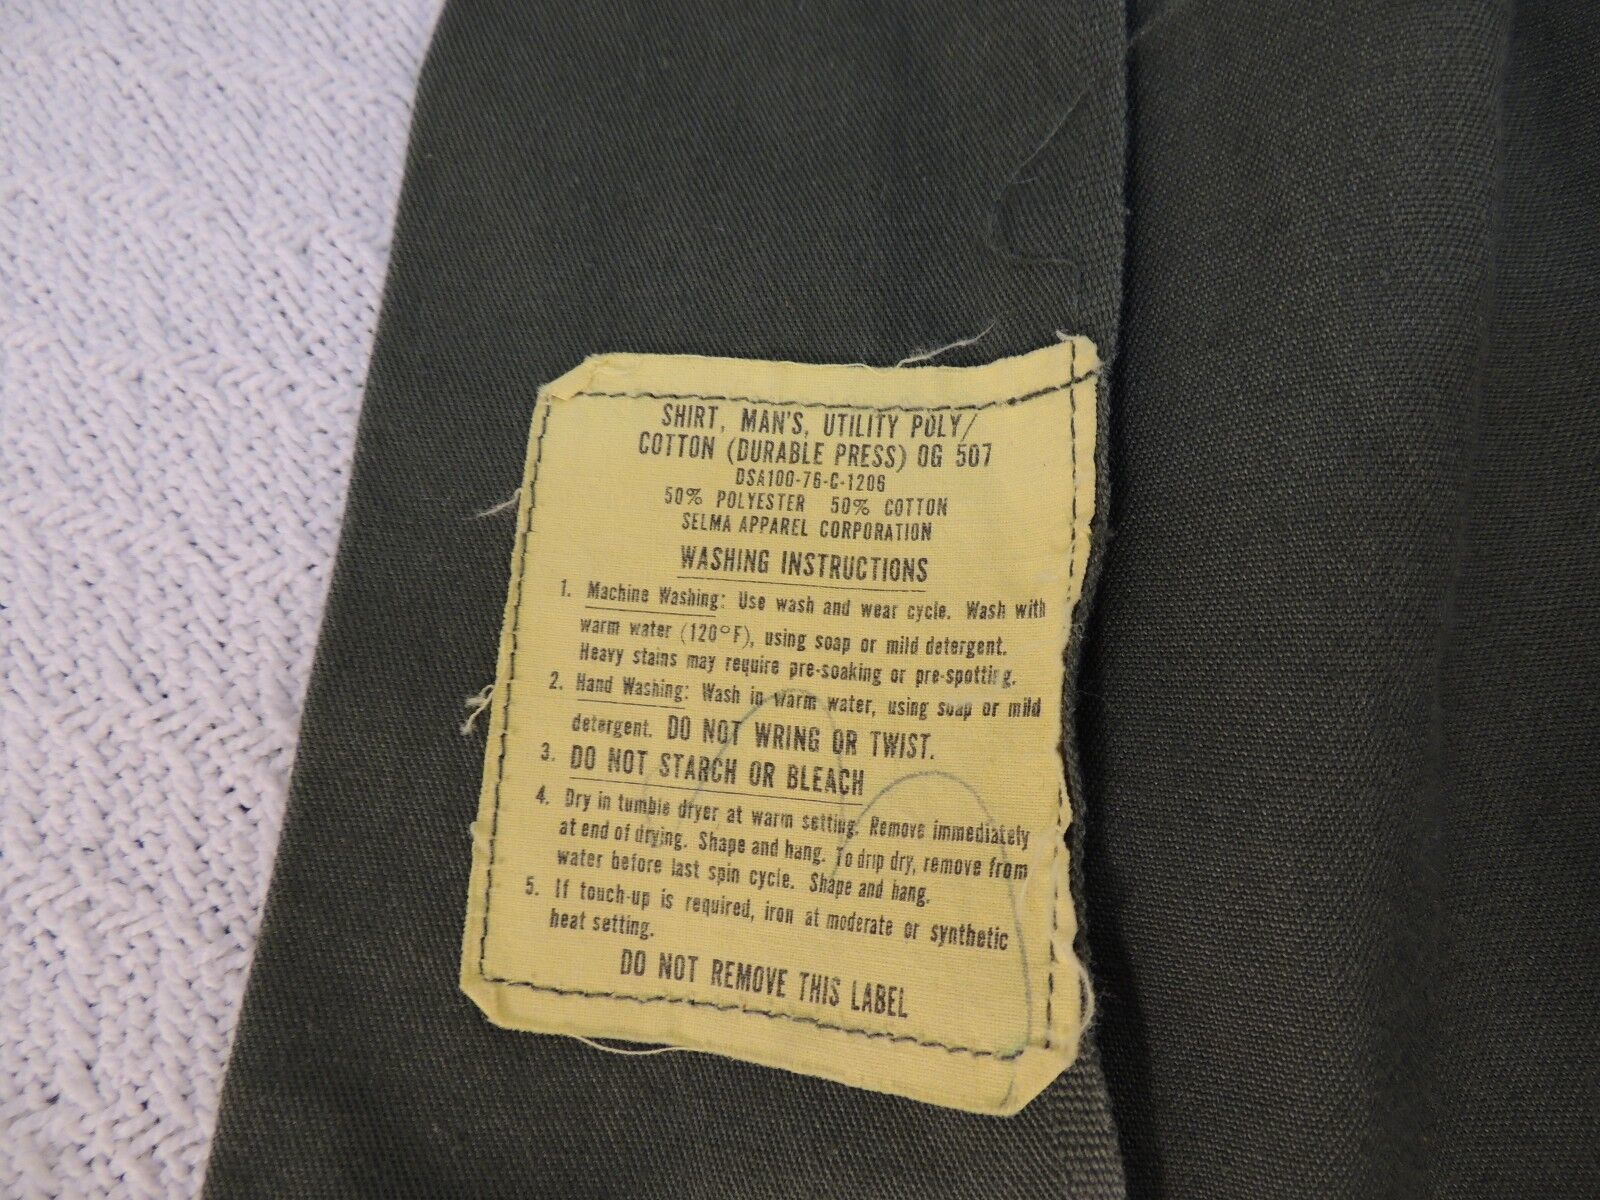 SHIRT, MAN'S, UTILITY POLY/
COTTON (DURABLE PRESS) OG 507
DSA100-76-C-1206
50% POLYESTER 50% COTTON
SELMA APPAREL CORPORATION
WASHING INSTRUCTIONS
1. Machine Washing: Use wash and wear cycle. Wash with
warm water (120°F), using soap or mild detergent.
Heavy stains may require pre-soaking or pre-spotting.
2. Hand Washing: Wash in warm water, using soap or mild
detergent. DO NOT WRING OR TWIST.
3. DO NOT STARCH OR BLEACH
4. Dry in tumble dryer at warm setting. Remove immediately
at end of drying. Shape and hang. To drip dry, remove from
water before last spin cycle. Shape and hang.
5. If touch-up is required, iron at moderate or synthetic
heat setting.
DO NOT REMOVE THIS LABEL